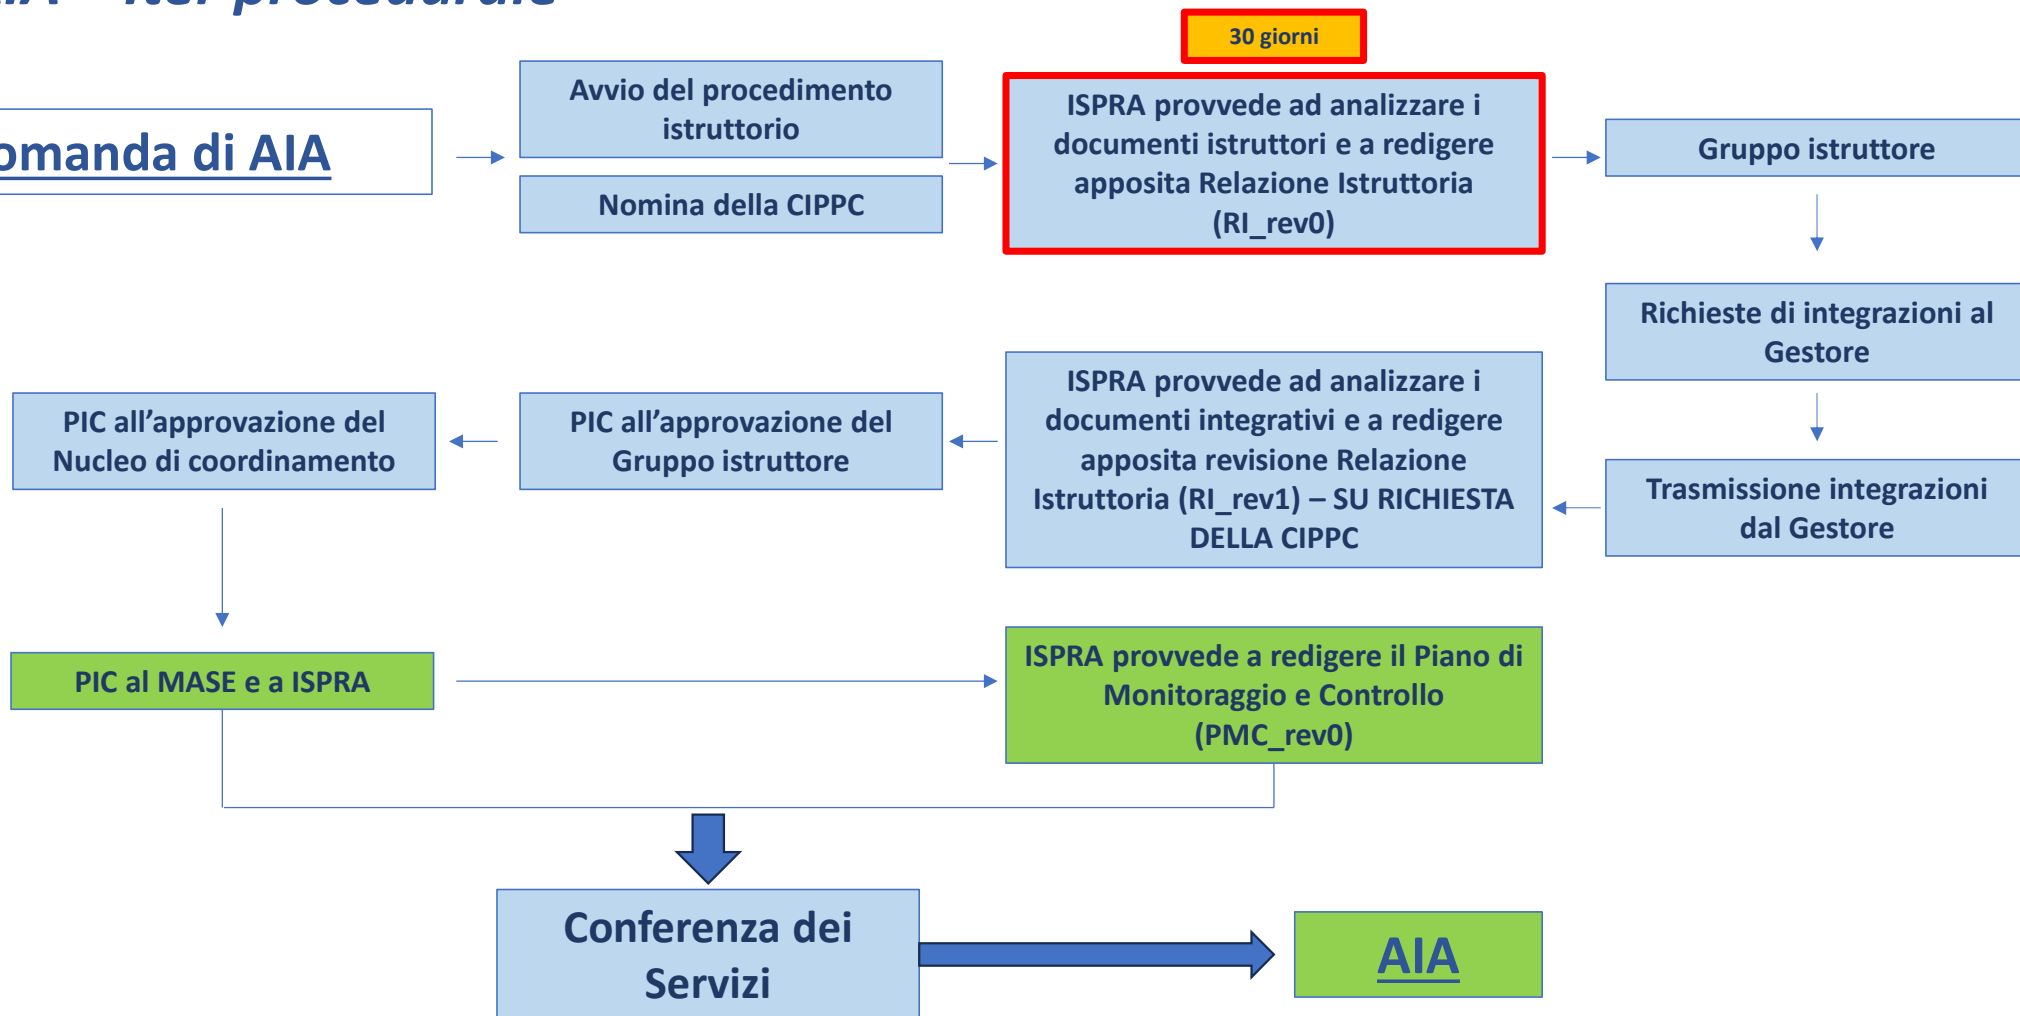 Iter procedurale
30 giorni
Avvio del procedimento
istruttorio
Nomina della CIPPC
ISPRA provvede ad analizzare i
documenti istruttori e a redigere
apposita Relazione Istruttoria
(RI_rev0)
Gruppo istruttore
omanda di AIA
Richieste di integrazioni al
Gestore
Trasmissione integrazioni
dal Gestore
ISPRA provvede ad analizzare i
documenti integrativi e a redigere
apposita revisione Relazione
Istruttoria (RI_rev1) – SU RICHIESTA
DELLA CIPPC
PIC all’approvazione del
Gruppo istruttore
PIC all’approvazione del
Nucleo di coordinamento
PIC al MASE e a ISPRA
ISPRA provvede a redigere il Piano di
Monitoraggio e Controllo
(PMC_rev0)
Conferenza dei
Servizi
AIA